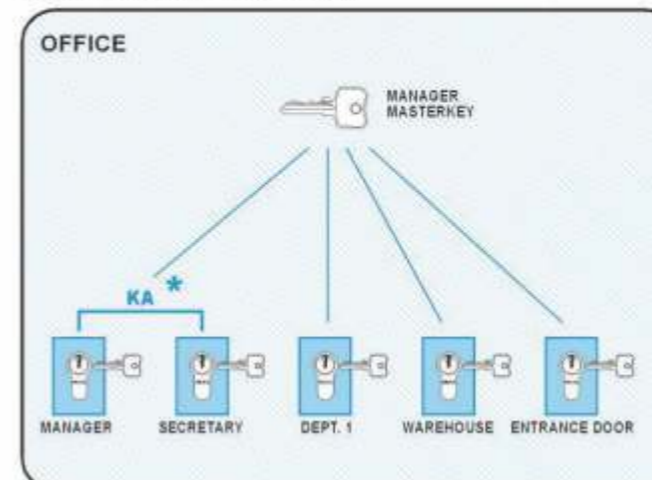 OFFICE
MANAGER
MASTERKEY
KA *
MANAGER
SECRETARY
DEPT. 1
WAREHOUSE
ENTRANCE DOOR